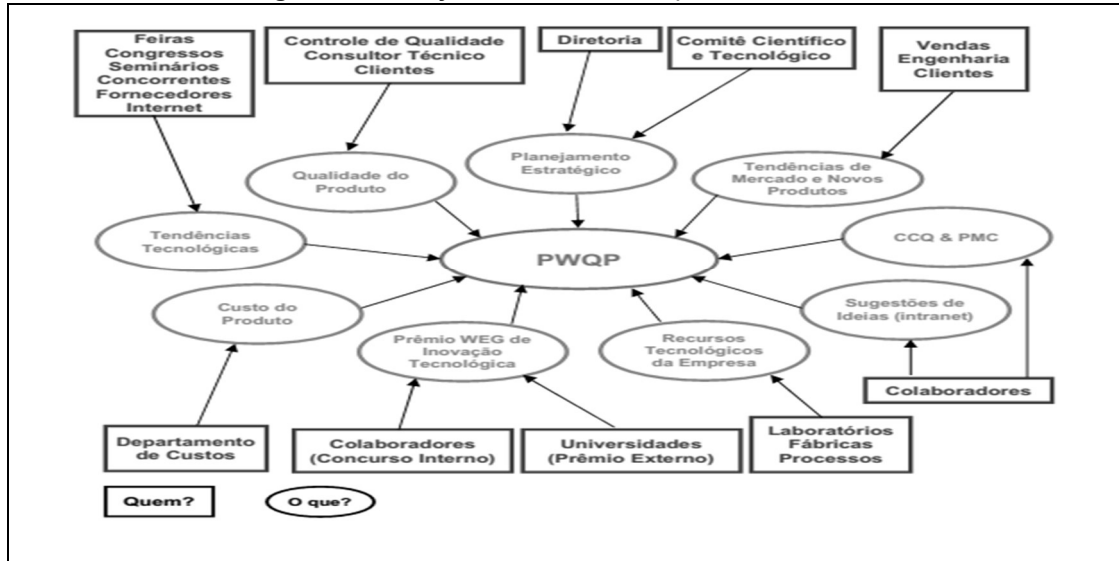 Feiras
Congressos
Seminários
Concorrentes
Fornecedores
Internet
Controle de Qualidade
Consultor Técnico
Clientes
Diretoria
Comitê Científico
e Tecnológico
Vendas
Engenharia
Clientes
Qualidade do
Produto
Planejamento
Estratégico
Tendências de
Mercado e Novos
Produtos
Tendências
Tecnológicas
PWQP
CCQ & PMC
Custo do
Produto
Prêmio WEG de
Inovação
Tecnológica
Recursos
Tecnológicos
da Empresa
Sugestões de
Ideias (intranet)
Colaboradores
Departamento
de Custos
Colaboradores
(Concurso Interno)
Universidades
(Prêmio Externo)
Laboratórios
Fábricas
Processos
Quem?
O que?